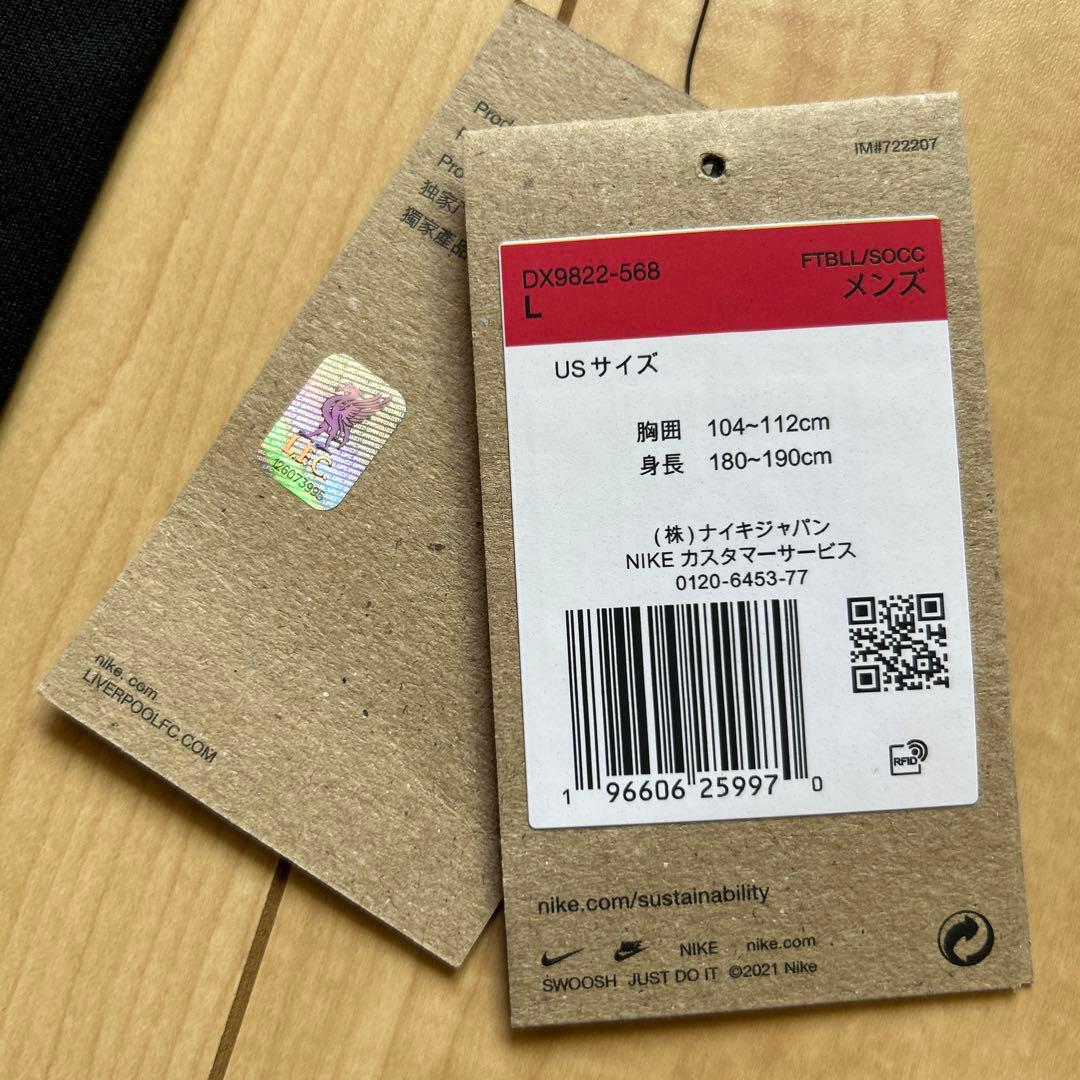 Prod
Pro
独家产
獨家產品
LFC
nike.com
LIVERPOOLFC.COM
IM#722207
DX9822-568
L
FTBLL/SOCC
メンズ
USサイズ
胸囲 104~112cm
身長 180~190cm
(株)ナイキジャパン
NIKE カスタマーサービス
0120-6453-77
RFID
1 96606 25997 0
nike.com/sustainability
NIKE nike.com
SWOOSH JUST DO IT ©2021 Nike